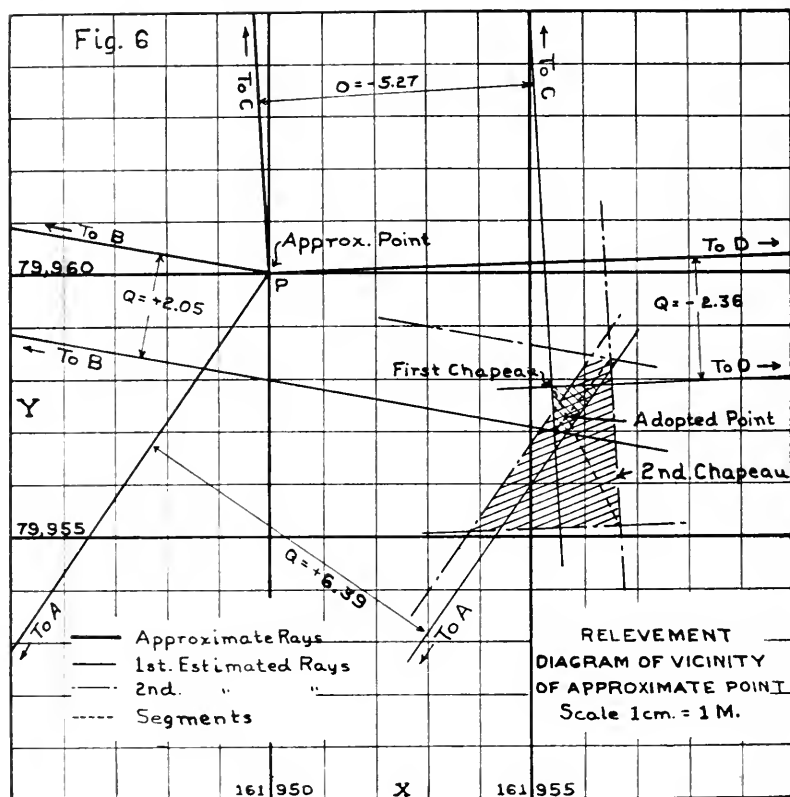 Fig. 6
To C
O = -5.27
To C
To B
Approx. Point
To D
79,960
P
Q = +2.05
Q = -2.36
To B
First Chapeau
To D
Y
Adopted Point
2nd. Chapeau
79,955
Q = +6.39
To A
To A
Approximate Rays
1st. Estimated Rays
2nd. " "
Segments
RELEVEMENT
DIAGRAM OF VICINITY
OF APPROXIMATE POINT
Scale 1cm. = 1 M.
161 950 X 161 955